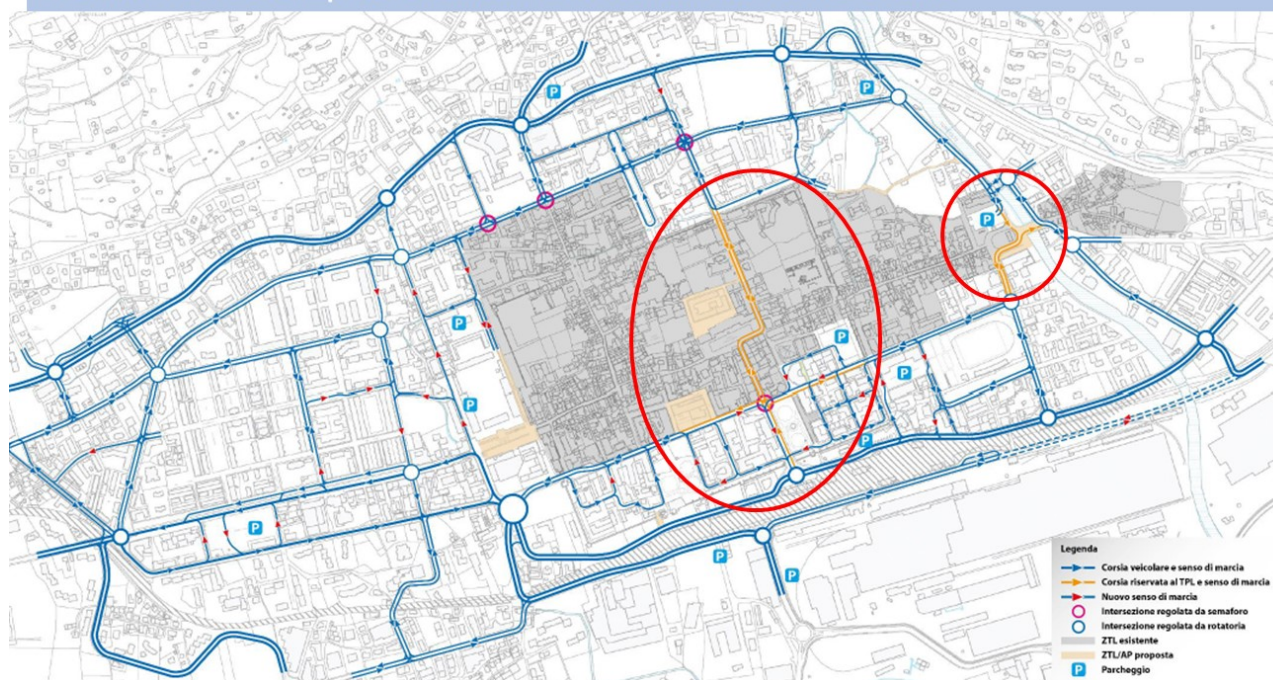 P
P
P
P
P
P
P
P
P
P
P
P
Legenda
Corsia veicolare e senso di marcia
Corsia riservata al TPL e senso di marcia
Nuovo senso di marcia
Intersezione regolata da semaforo
Intersezione regolata da rotatoria
ZTL esistente
ZTL/AP proposta
P Parcheggio